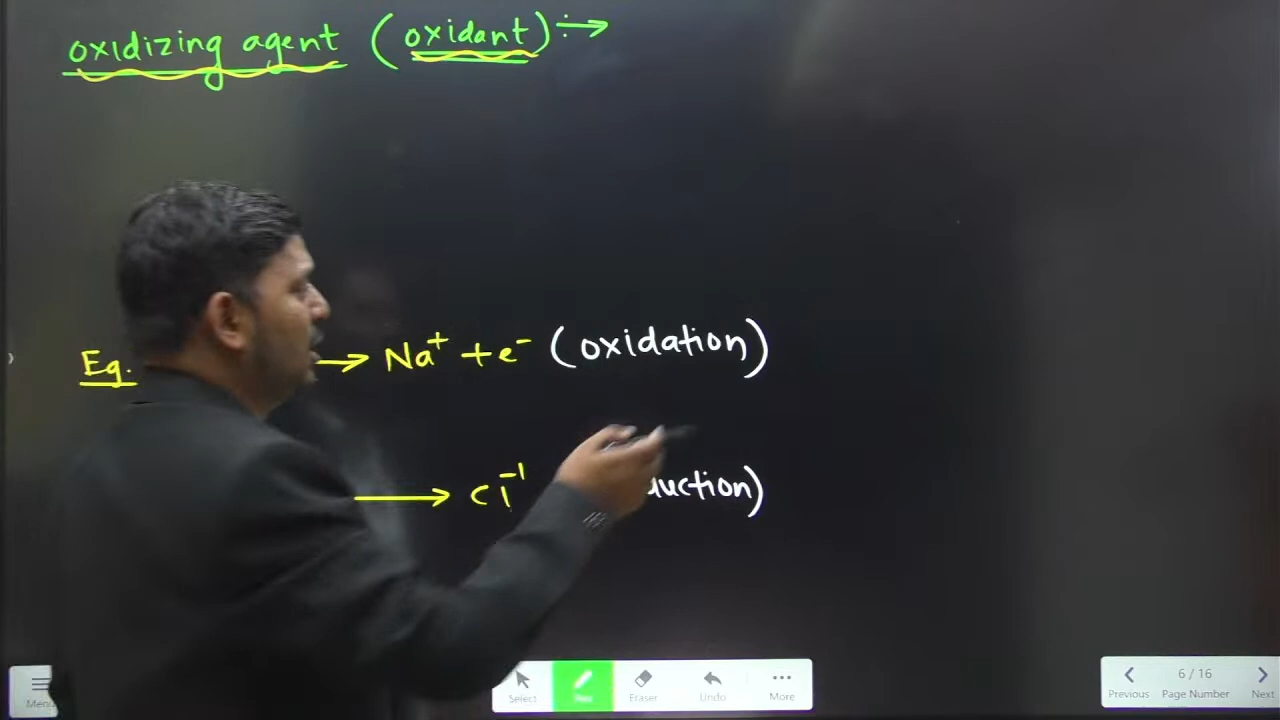 oxidizing agent (oxidant) :→
Eg. → Na⁺ + e⁻ (oxidation)
→ Cl⁻¹ uction)
Menu Select Pen Eraser Undo More
6 / 16
Previous Page Number Next